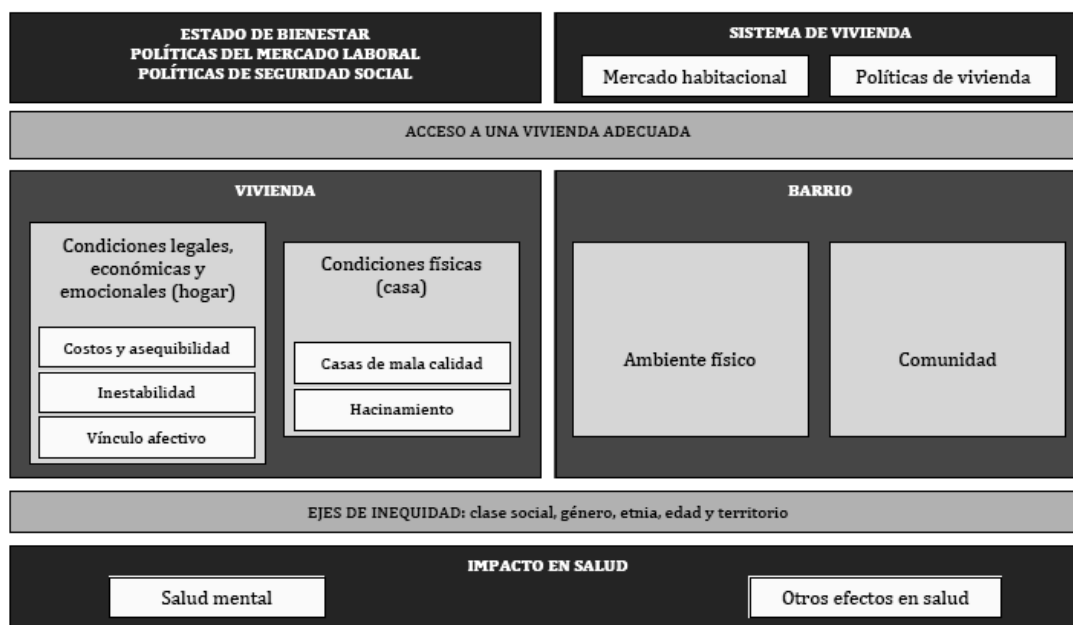 ESTADO DE BIENESTAR
POLÍTICAS DEL MERCADO LABORAL
POLÍTICAS DE SEGURIDAD SOCIAL
SISTEMA DE VIVIENDA
Mercado habitacional
Políticas de vivienda
ACCESO A UNA VIVIENDA ADECUADA
VIVIENDA
Condiciones legales,
económicas y
emocionales (hogar)
Costos y asequibilidad
Inestabilidad
Vínculo afectivo
Condiciones físicas
(casa)
Casas de mala calidad
Hacinamiento
BARRIO
Ambiente físico
Comunidad
EJES DE INEQUIDAD: clase social, género, etnia, edad y territorio
IMPACTO EN SALUD
Salud mental
Otros efectos en salud